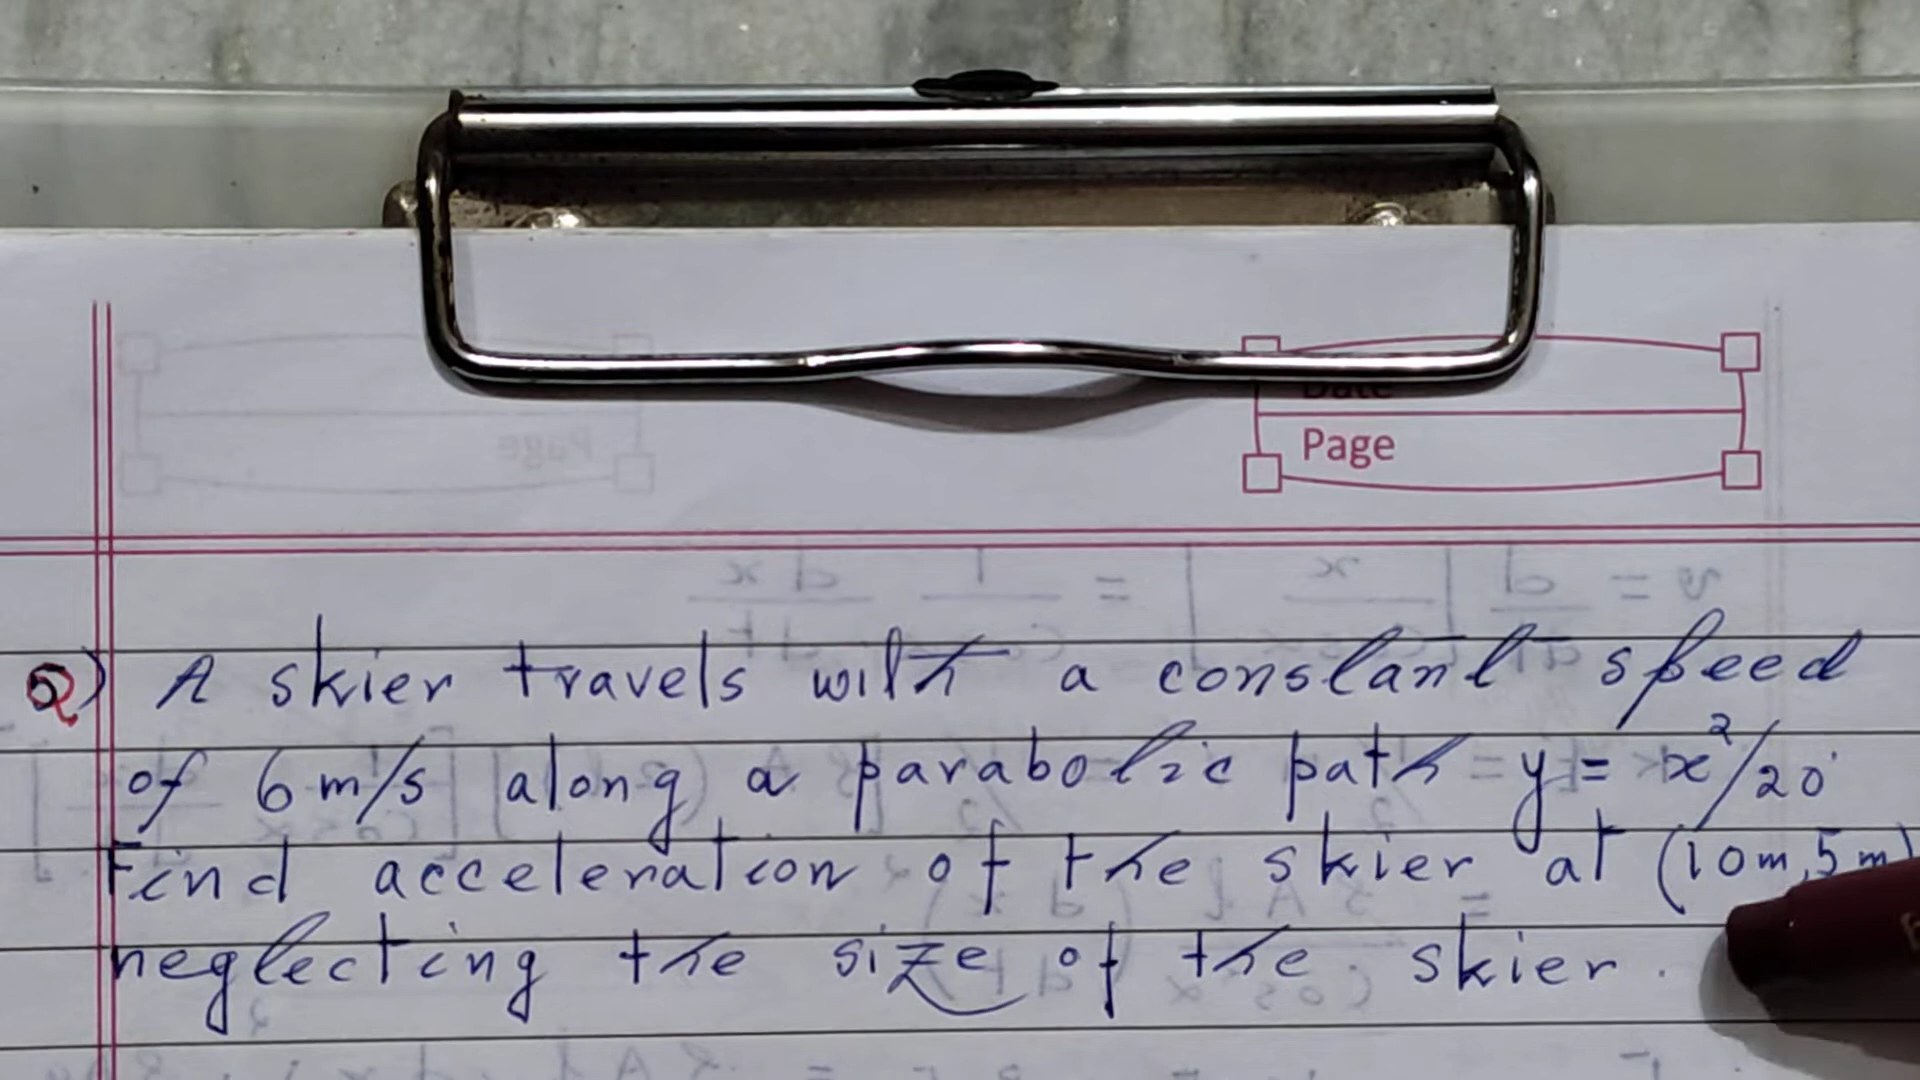 Date
Page
Q) A skier travels with a constant speed
of 6 m/s along a parabolic path y = x²/20
Find acceleration of the skier at (10m, 5m)
neglecting the size of the skier.